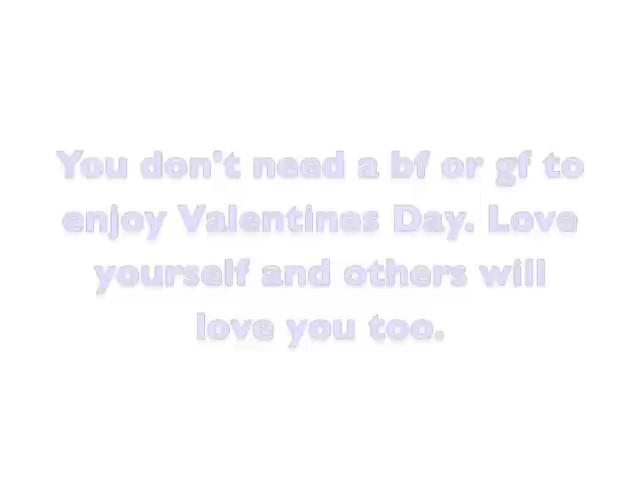 You don't need a bf or gf to
enjoy Valentines Day. Love
yourself and others will
love you too.